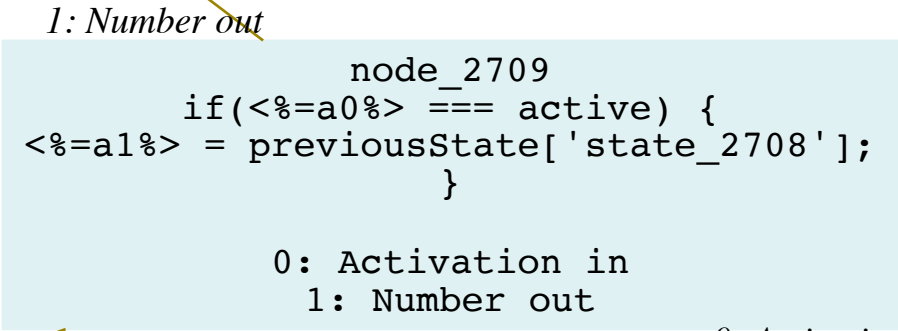 1: Number out
node_2709
if(<%=a0%> === active) {
<%=a1%> = previousState['state_2708'];
}
0: Activation in
1: Number out